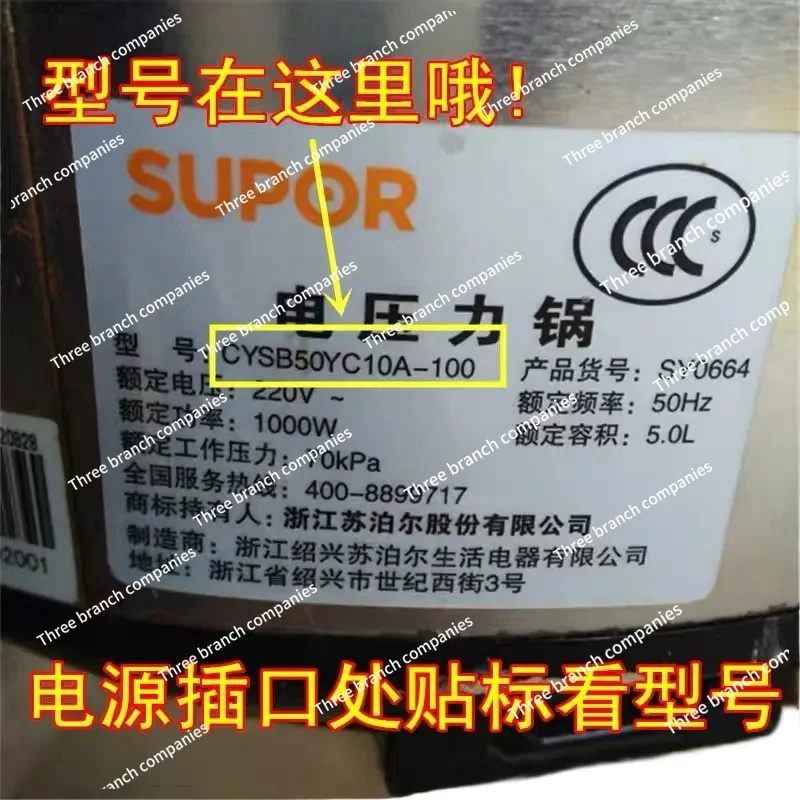 型号在这里哦!
SUPOR
CCC
S
电压力锅
型 号: CYSB50YC10A-100 产品货号: SY0664
额定电压: 220V ~ 额定频率: 50Hz
额定功率: 1000W 额定容积: 5.0L
额定工作压力: 70kPa
全国服务热线: 400-8899717
商标持有人: 浙江苏泊尔股份有限公司
制造商: 浙江绍兴苏泊尔生活电器有限公司
地址: 浙江省绍兴市世纪西街3号
20828
02001
电源插口处贴标看型号
Three branch companies